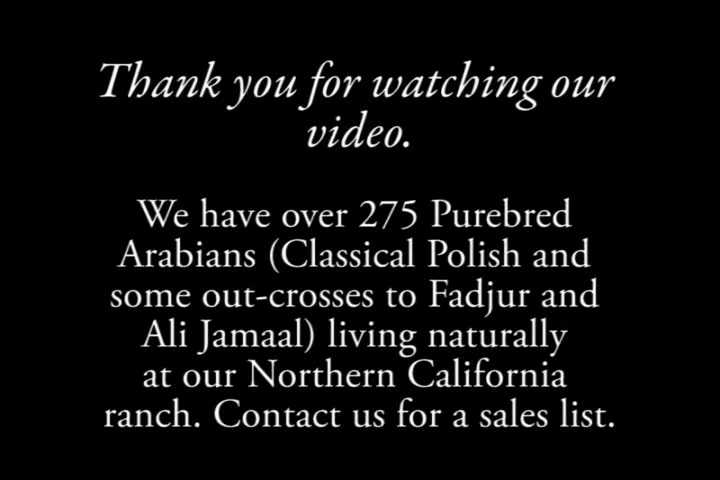 Thank you for watching our
video.
We have over 275 Purebred
Arabians (Classical Polish and
some out-crosses to Fadjur and
Ali Jamaal) living naturally
at our Northern California
ranch. Contact us for a sales list.